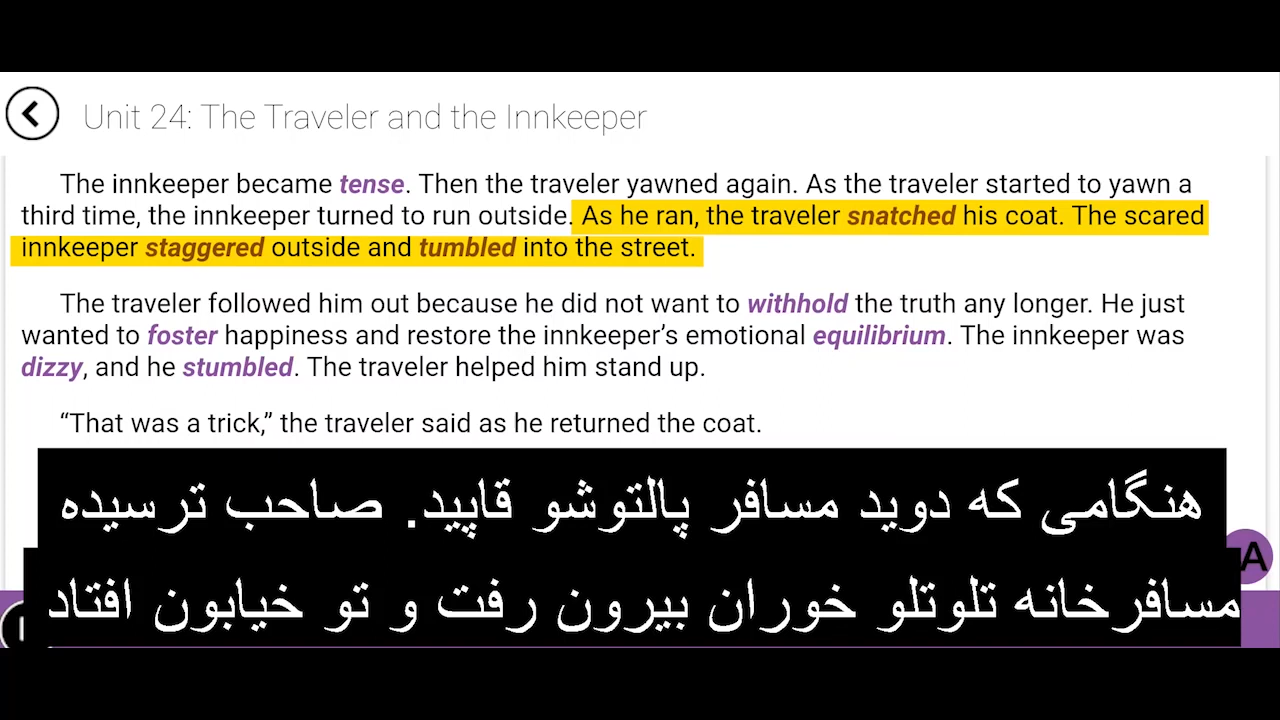 Unit 24: The Traveler and the Innkeeper
The innkeeper became tense. Then the traveler yawned again. As the traveler started to yawn a
third time, the innkeeper turned to run outside. As he ran, the traveler snatched his coat. The scared
innkeeper staggered outside and tumbled into the street.
The traveler followed him out because he did not want to withhold the truth any longer. He just
wanted to foster happiness and restore the innkeeper’s emotional equilibrium. The innkeeper was
dizzy, and he stumbled. The traveler helped him stand up.
“That was a trick,” the traveler said as he returned the coat.
هنگامی که دوید مسافر پالتوشو قاپید. صاحب ترسیده
A
مسافرخانه تلوتلو خوران بیرون رفت و تو خیابون افتاد